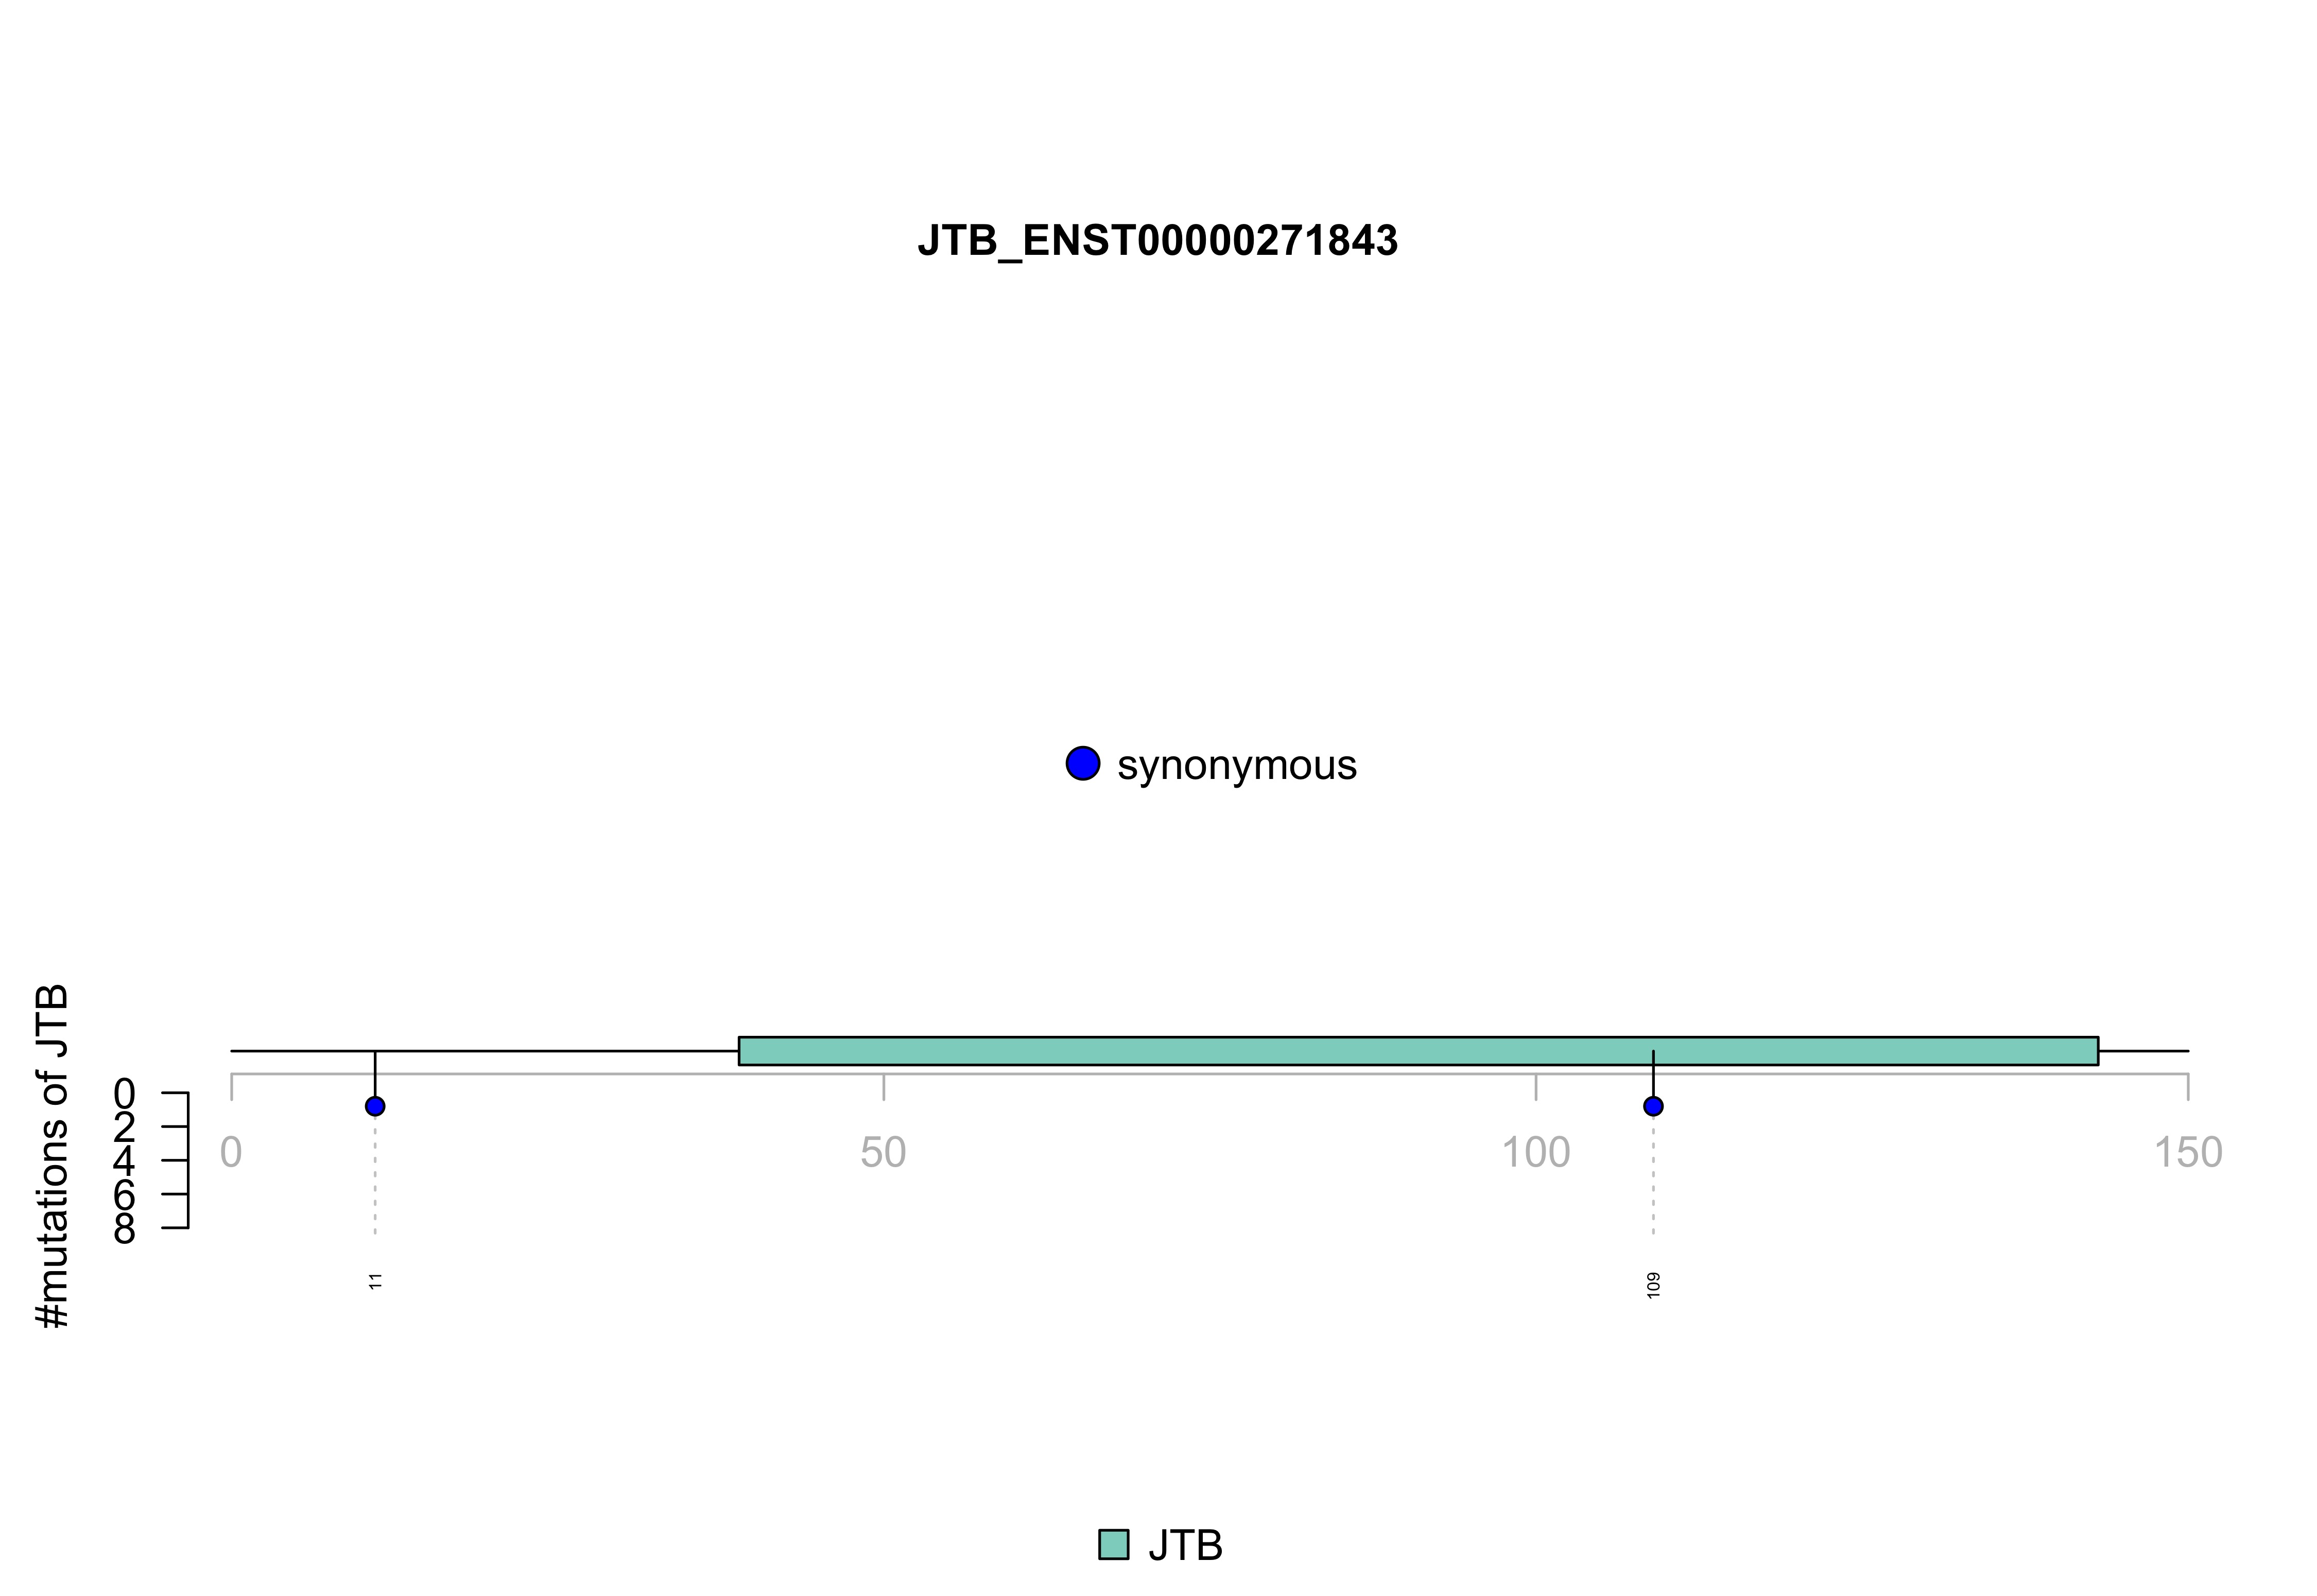 JTB_ENST00000271843
synonymous
#mutations of JTB
0
2
4
6
8
0 50 100 150
11 109
JTB